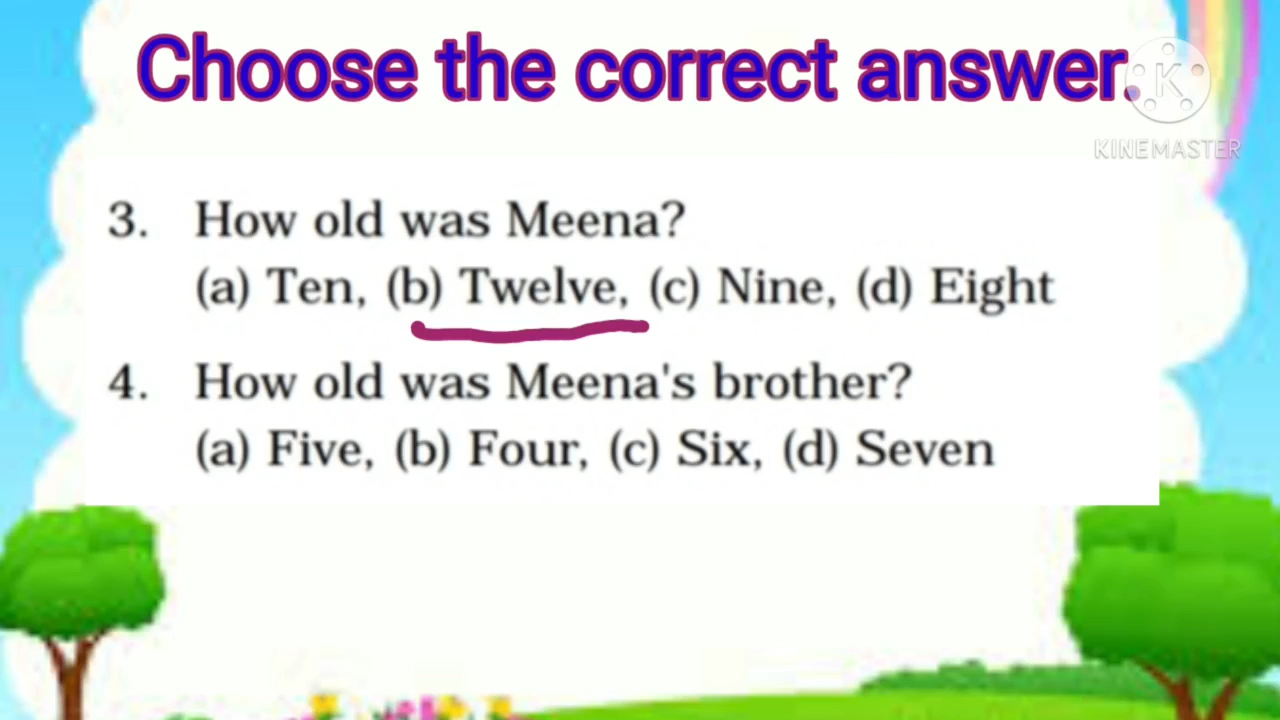 Choose the correct answer.
K
KINEMASTER
3. How old was Meena?
(a) Ten, (b) Twelve, (c) Nine, (d) Eight
4. How old was Meena's brother?
(a) Five, (b) Four, (c) Six, (d) Seven